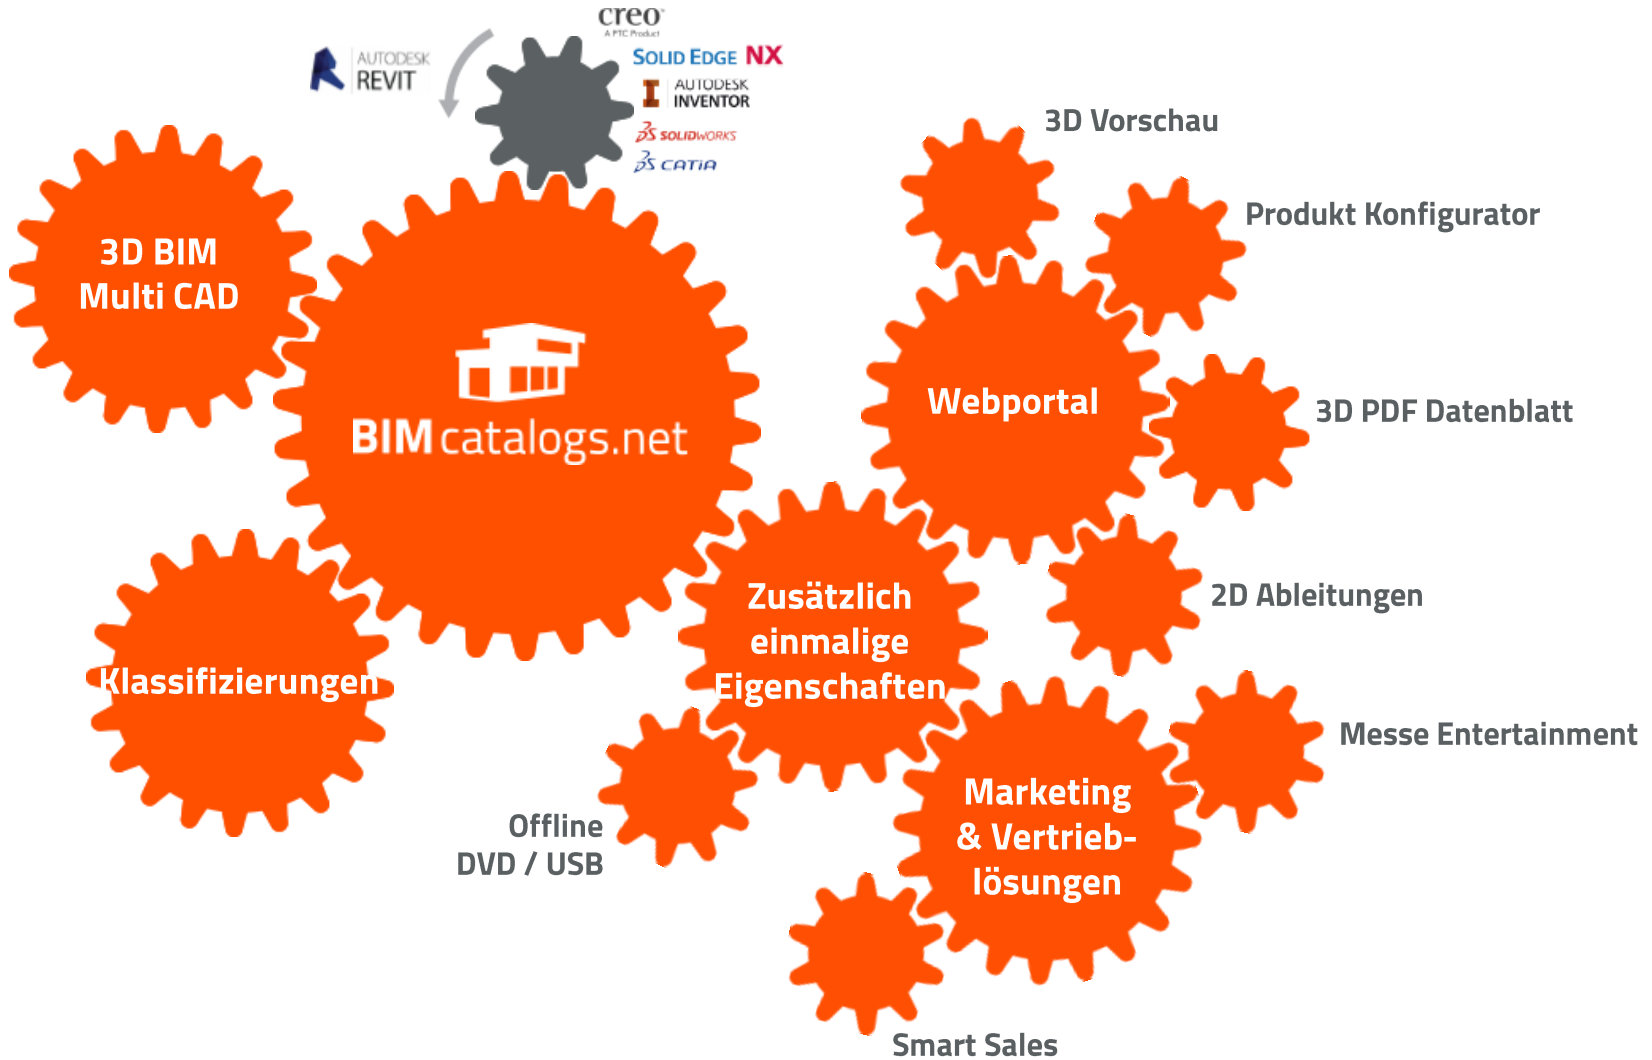 creo
A PTC Product
AUTODESK
REVIT
SOLID EDGE NX
AUTODESK
INVENTOR
SOLIDWORKS
CATIA
3D BIM
Multi CAD
BIMcatalogs.net
Klassifizierungen
3D Vorschau
Produkt Konfigurator
Webportal
3D PDF Datenblatt
2D Ableitungen
Zusätzlich
einmalige
Eigenschaften
Messe Entertainment
Marketing
& Vertrieb-
lösungen
Offline
DVD / USB
Smart Sales